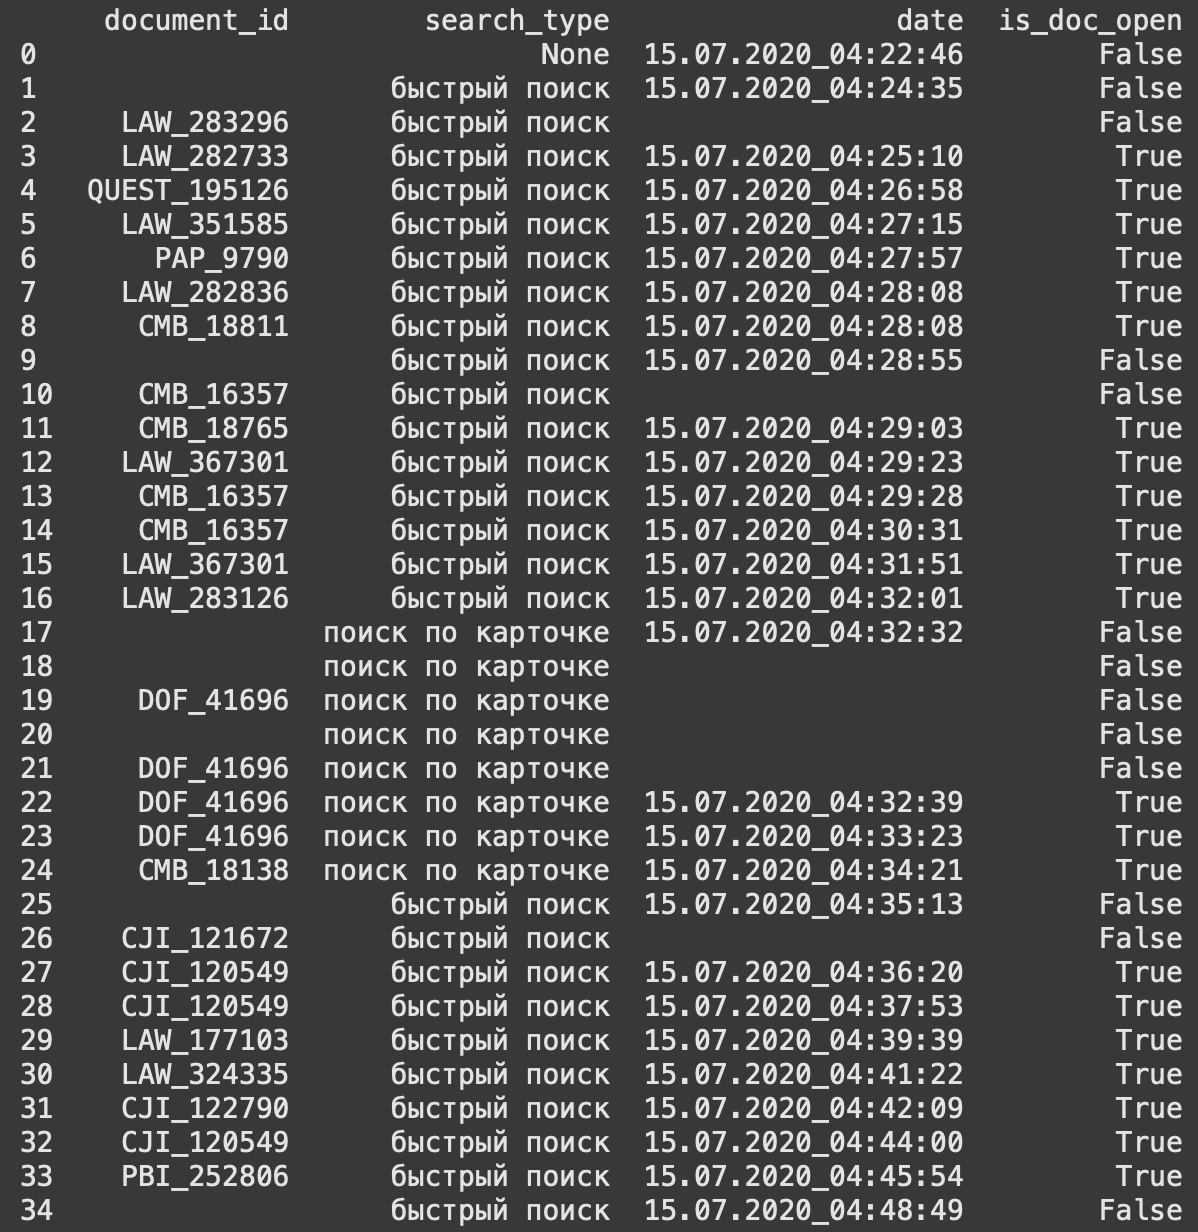 document_id search_type date is_doc_open
0 None 15.07.2020_04:22:46 False
1 быстрый поиск 15.07.2020_04:24:35 False
2 LAW_283296 быстрый поиск False
3 LAW_282733 быстрый поиск 15.07.2020_04:25:10 True
4 QUEST_195126 быстрый поиск 15.07.2020_04:26:58 True
5 LAW_351585 быстрый поиск 15.07.2020_04:27:15 True
6 PAP_9790 быстрый поиск 15.07.2020_04:27:57 True
7 LAW_282836 быстрый поиск 15.07.2020_04:28:08 True
8 CMB_18811 быстрый поиск 15.07.2020_04:28:08 True
9 быстрый поиск 15.07.2020_04:28:55 False
10 CMB_16357 быстрый поиск False
11 CMB_18765 быстрый поиск 15.07.2020_04:29:03 True
12 LAW_367301 быстрый поиск 15.07.2020_04:29:23 True
13 CMB_16357 быстрый поиск 15.07.2020_04:29:28 True
14 CMB_16357 быстрый поиск 15.07.2020_04:30:31 True
15 LAW_367301 быстрый поиск 15.07.2020_04:31:51 True
16 LAW_283126 быстрый поиск 15.07.2020_04:32:01 True
17 поиск по карточке 15.07.2020_04:32:32 False
18 поиск по карточке False
19 DOF_41696 поиск по карточке False
20 поиск по карточке False
21 DOF_41696 поиск по карточке False
22 DOF_41696 поиск по карточке 15.07.2020_04:32:39 True
23 DOF_41696 поиск по карточке 15.07.2020_04:33:23 True
24 CMB_18138 поиск по карточке 15.07.2020_04:34:21 True
25 быстрый поиск 15.07.2020_04:35:13 False
26 CJI_121672 быстрый поиск False
27 CJI_120549 быстрый поиск 15.07.2020_04:36:20 True
28 CJI_120549 быстрый поиск 15.07.2020_04:37:53 True
29 LAW_177103 быстрый поиск 15.07.2020_04:39:39 True
30 LAW_324335 быстрый поиск 15.07.2020_04:41:22 True
31 CJI_122790 быстрый поиск 15.07.2020_04:42:09 True
32 CJI_120549 быстрый поиск 15.07.2020_04:44:00 True
33 PBI_252806 быстрый поиск 15.07.2020_04:45:54 True
34 быстрый поиск 15.07.2020_04:48:49 False